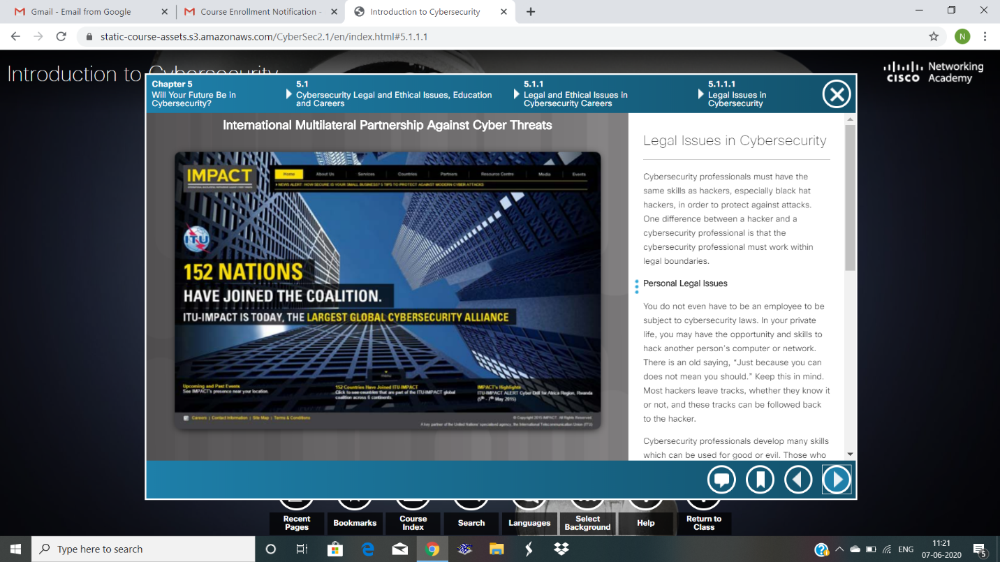 Gmail - Email from Google
Course Enrollment Notification -
Introduction to Cybersecurity
static-course-assets.s3.amazonaws.com/CyberSec2.1/en/index.html#5.1.1.1
N
Introduction to Cybersecurity
CISCO Networking
Academy
Chapter 5
Will Your Future Be in
Cybersecurity?
5.1
Cybersecurity Legal and Ethical Issues, Education
and Careers
5.1.1
Legal and Ethical Issues in
Cybersecurity Careers
5.1.1.1
Legal Issues in
Cybersecurity
International Multilateral Partnership Against Cyber Threats
IMPACT
INTERNATIONAL MULTILATERAL PARTNERSHIP AGAINST CYBER THREATS
Home About Us Services Countries Partners Resource Centre Media Events
NEWS ALERT: HOW SECURE IS YOUR SMALL BUSINESS? 5 TIPS TO PROTECT AGAINST MODERN CYBER ATTACKS
ITU
152 NATIONS
HAVE JOINED THE COALITION.
ITU-IMPACT IS TODAY, THE LARGEST GLOBAL CYBERSECURITY ALLIANCE
menu
Upcoming and Past Events
See IMPACT's presence near your location.
152 Countries Have Joined ITU-IMPACT
Click to see countries that are part of the ITU-IMPACT global
coalition across 6 continents.
IMPACT's Highlights
ITU-IMPACT ALERT Cyber Drill for Africa Region, Rwanda
(5th - 7th May 2015)
Careers | Contact Information | Site Map | Terms & Conditions
© Copyright 2015 IMPACT. All Rights Reserved.
A key partner of the United Nations' specialised agency, the International Telecommunication Union (ITU)
Legal Issues in Cybersecurity
Cybersecurity professionals must have the
same skills as hackers, especially black hat
hackers, in order to protect against attacks.
One difference between a hacker and a
cybersecurity professional is that the
cybersecurity professional must work within
legal boundaries.
Personal Legal Issues
You do not even have to be an employee to be
subject to cybersecurity laws. In your private
life, you may have the opportunity and skills to
hack another person's computer or network.
There is an old saying, “Just because you can
does not mean you should.” Keep this in mind.
Most hackers leave tracks, whether they know it
or not, and these tracks can be followed back
to the hacker.
Cybersecurity professionals develop many skills
which can be used for good or evil. Those who
Recent
Pages
Bookmarks
Course
Index
Search
Languages
Select
Background
Help
Return to
Class
Type here to search
ENG
11:21
07-06-2020
5